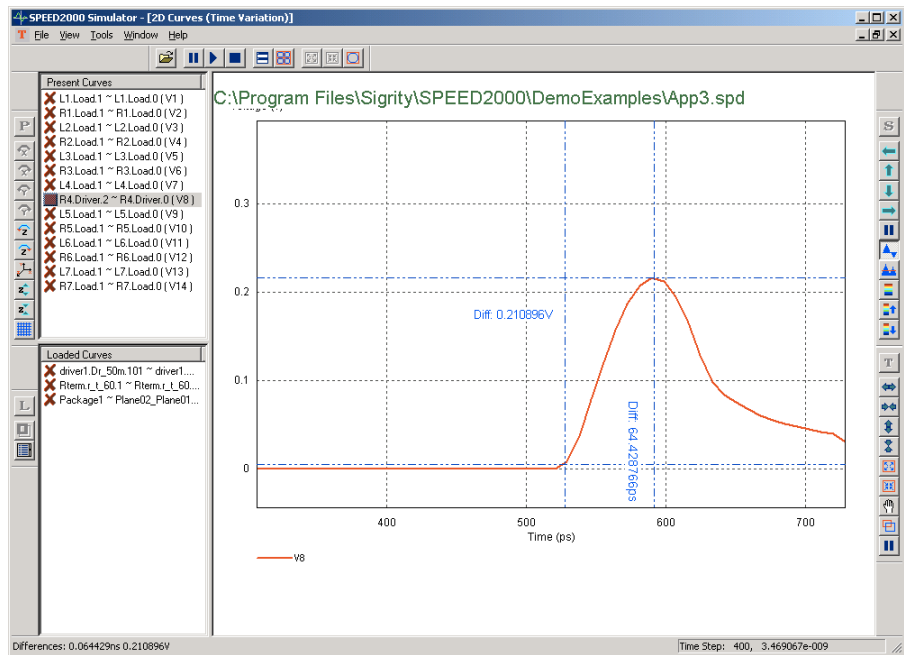 SPEED2000 Simulator - [2D Curves (Time Variation)]
File View Tools Window Help
Present Curves
L1.Load.1 ~ L1.Load.0 ( V1 )
R1.Load.1 ~ R1.Load.0 ( V2 )
L2.Load.1 ~ L2.Load.0 ( V3 )
R2.Load.1 ~ R2.Load.0 ( V4 )
L3.Load.1 ~ L3.Load.0 ( V5 )
R3.Load.1 ~ R3.Load.0 ( V6 )
L4.Load.1 ~ L4.Load.0 ( V7 )
R4.Driver.2 ~ R4.Driver.0 ( V8 )
L5.Load.1 ~ L5.Load.0 ( V9 )
R5.Load.1 ~ R5.Load.0 ( V10 )
L6.Load.1 ~ L6.Load.0 ( V11 )
R6.Load.1 ~ R6.Load.0 ( V12 )
L7.Load.1 ~ L7.Load.0 ( V13 )
R7.Load.1 ~ R7.Load.0 ( V14 )
Loaded Curves
driver1.Dr_50m.101 ~ driver1....
Rterm.r_t_60.1 ~ Rterm.r_t_60....
Package1 ~ Plane02_Plane01...
P
L
C:\Program Files\Sigrity\SPEED2000\DemoExamples\App3.spd
0.3
0.2
0.1
0
Diff: 0.210896V
Diff: 64.428766ps
400 500 600 700
Time (ps)
V8
S
T
Differences: 0.064429ns 0.210896V
Time Step: 400, 3.469067e-009